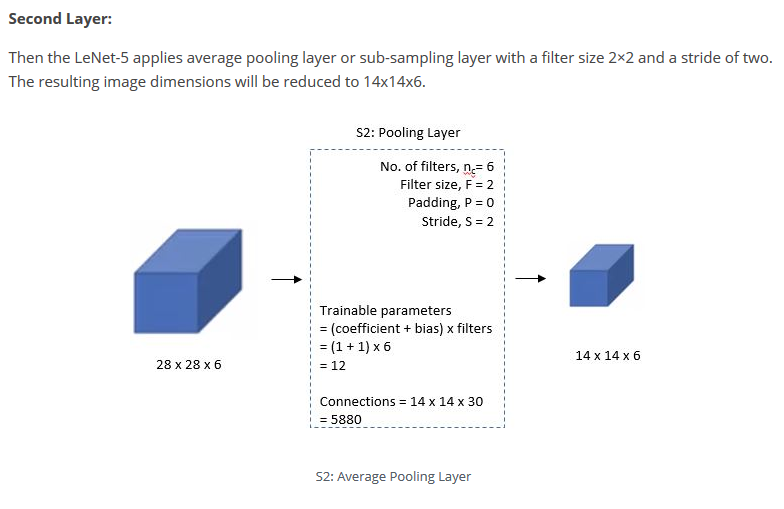 Second Layer:
Then the LeNet-5 applies average pooling layer or sub-sampling layer with a filter size 2×2 and a stride of two.
The resulting image dimensions will be reduced to 14x14x6.
S2: Pooling Layer
No. of filters, nc= 6
Filter size, F = 2
Padding, P = 0
Stride, S = 2
Trainable parameters
= (coefficient + bias) x filters
= (1 + 1) x 6
= 12
Connections = 14 x 14 x 30
= 5880
28 x 28 x 6
14 x 14 x 6
S2: Average Pooling Layer